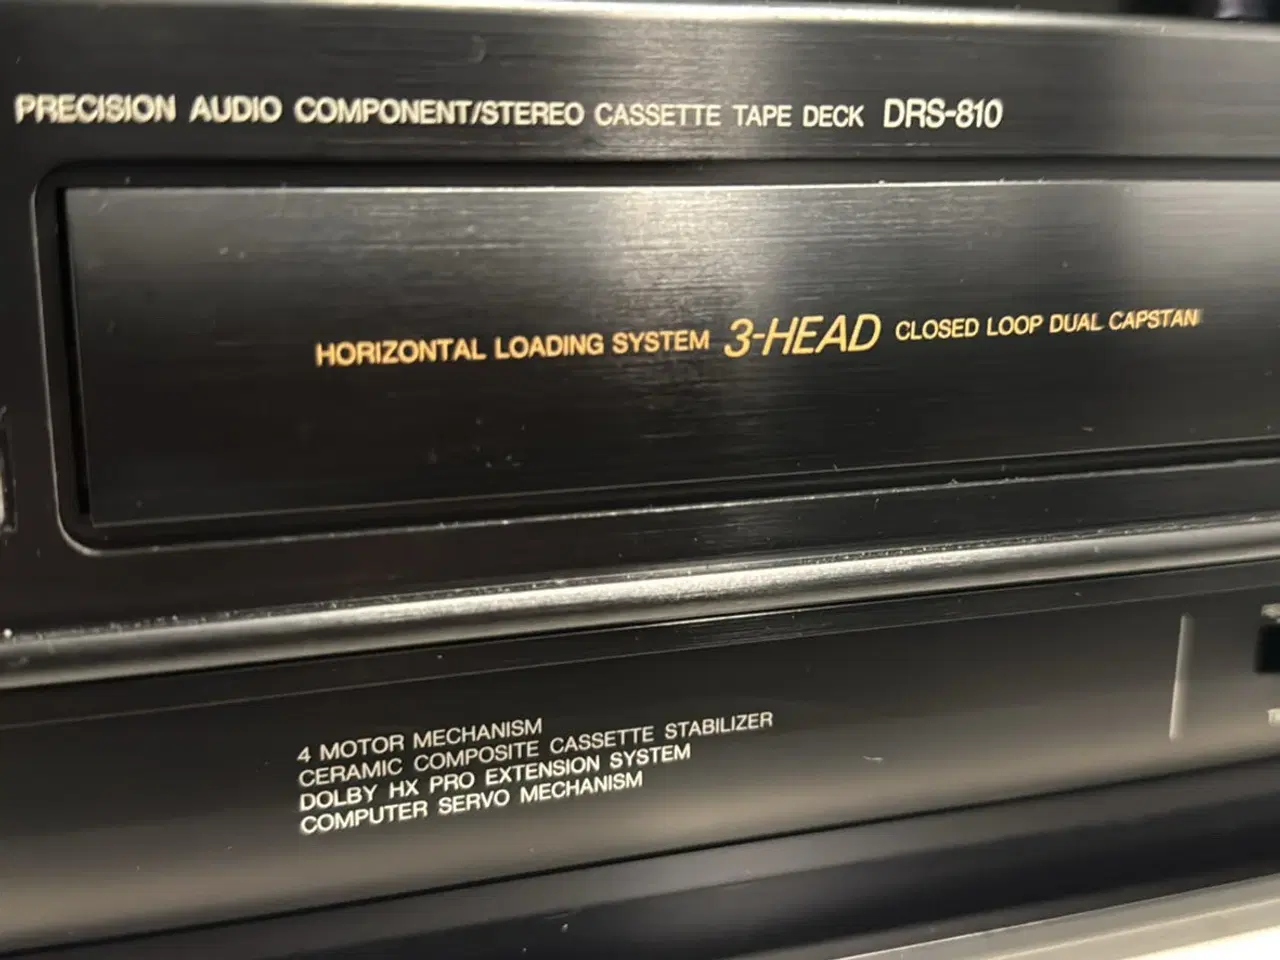 PRECISION AUDIO COMPONENT/STEREO CASSETTE TAPE DECK DRS-810
HORIZONTAL LOADING SYSTEM 3-HEAD CLOSED LOOP DUAL CAPSTAN
4 MOTOR MECHANISM
CERAMIC COMPOSITE CASSETTE STABILIZER
DOLBY HX PRO EXTENSION SYSTEM
COMPUTER SERVO MECHANISM